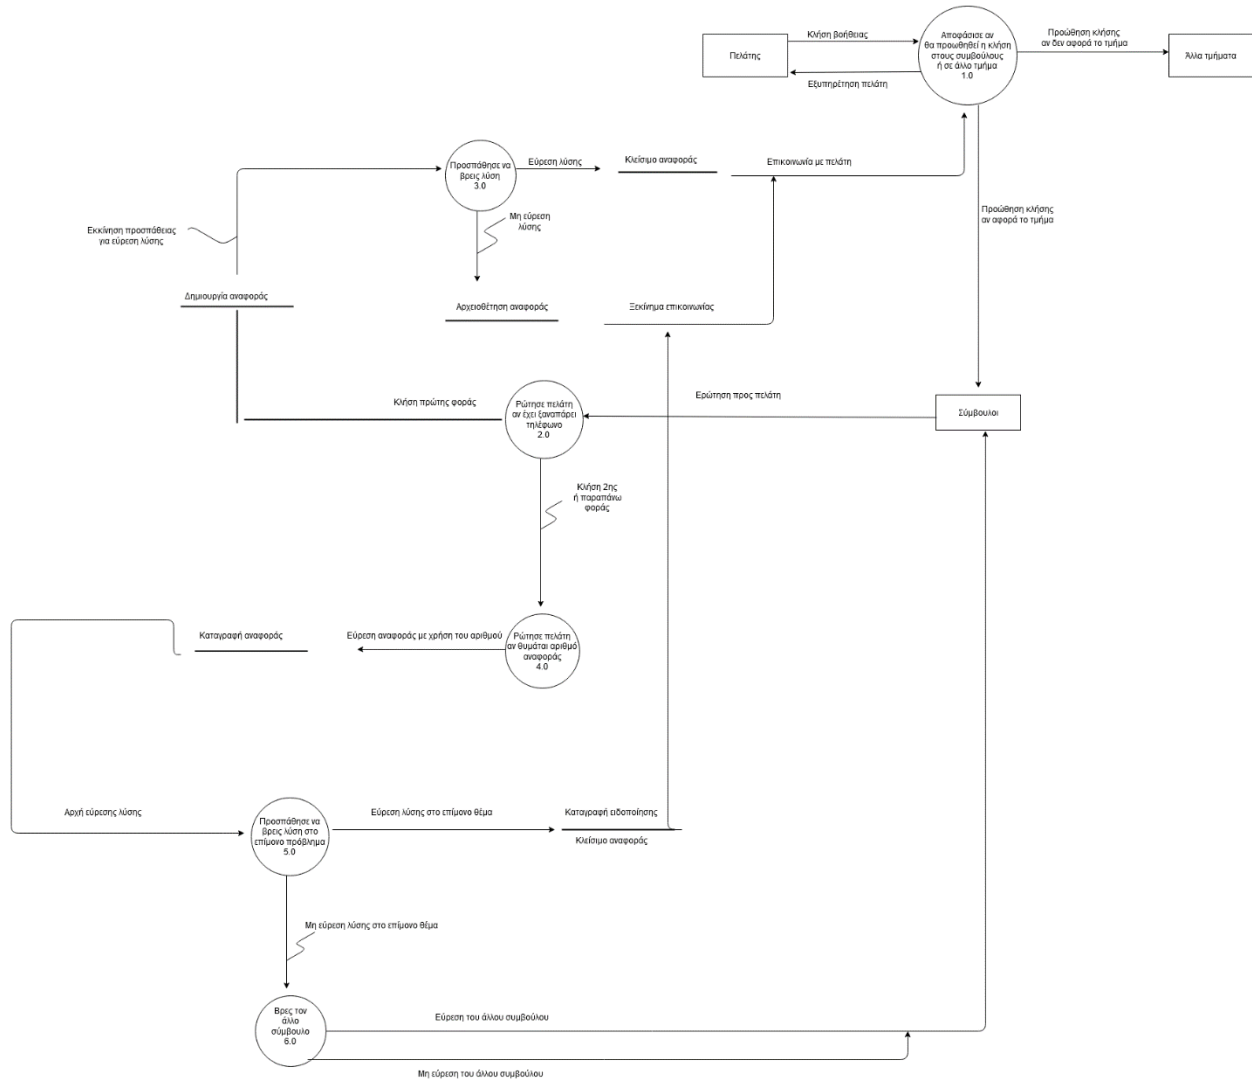 Κλήση βοήθειας
Πελάτης
Εξυπηρέτηση πελάτη
Αποφάσισε αν
θα προωθηθεί η κλήση
στους συμβούλους
ή σε άλλο τμήμα
1.0
Προώθηση κλήσης
αν δεν αφορά το τμήμα
Άλλα τμήματα
Προσπάθησε να
βρεις λύση
3.0
Εύρεση λύσης
Κλείσιμο αναφοράς
Επικοινωνία με πελάτη
Μη εύρεση
λύσης
Προώθηση κλήσης
αν αφορά το τμήμα
Εκκίνηση προσπάθειας
για εύρεση λύσης
Δημιουργία αναφοράς
Αρχειοθέτηση αναφοράς
Ξεκίνημα επικοινωνίας
Κλήση πρώτης φοράς
Ρώτησε πελάτη
αν έχει ξαναπάρει
τηλέφωνο
2.0
Ερώτηση προς πελάτη
Σύμβουλοι
Κλήση 2ης
ή παραπάνω
φοράς
Καταγραφή αναφοράς
Εύρεση αναφοράς με χρήση του αριθμού
Ρώτησε πελάτη
αν θυμάται αριθμό
αναφοράς
4.0
Αρχή εύρεσης λύσης
Προσπάθησε να
βρεις λύση στο
επίμονο πρόβλημα
5.0
Εύρεση λύσης στο επίμονο θέμα
Καταγραφή ειδοποίησης
Κλείσιμο αναφοράς
Μη εύρεση λύσης στο επίμονο θέμα
Βρες τον
άλλο
σύμβουλο
6.0
Εύρεση του άλλου συμβούλου
Μη εύρεση του άλλου συμβούλου